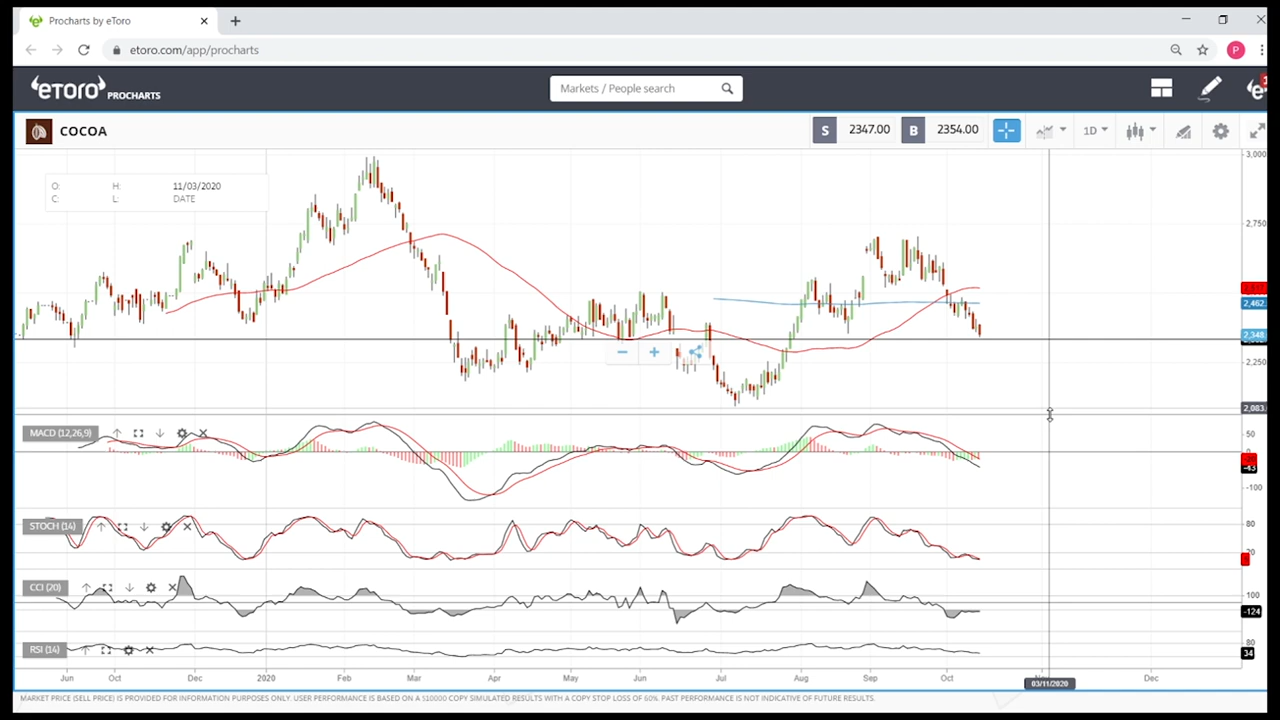 Procharts by eToro
etoro.com/app/procharts
P
eToro PROCHARTS
Markets / People search
COCOA
S 2347.00 B 2354.00 1D
O: H: 11/03/2020
C: L: DATE
3,000
2,750
2,462
2,348
2,250
2,083
MACD (12,26,9)
50
0
-43
-100
STOCH (14)
80
20
CCI (20)
100
-124
RSI (14)
80
34
Jun Oct Dec 2020 Feb Mar Apr May Jun Jul Aug Sep Oct Dec
03/11/2020
MARKET PRICE (SELL PRICE) IS PROVIDED FOR INFORMATION PURPOSES ONLY. USER PERFORMANCE IS BASED ON A $10000 COPY SIMULATED RESULTS WITH A COPY STOP LOSS OF 60%. PAST PERFORMANCE IS NOT INDICATIVE OF FUTURE RESULTS.